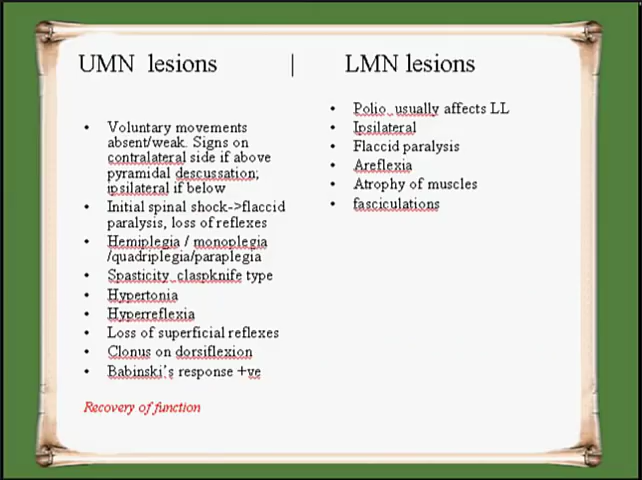 UMN lesions | LMN lesions
• Voluntary movements
absent/weak. Signs on
contralateral side if above
pyramidal descussation;
ipsilateral if below
• Initial spinal shock->flaccid
paralysis, loss of reflexes
• Hemiplegia / monoplegia
/quadriplegia/paraplegia
• Spasticity claspknife type
• Hypertonia
• Hyperreflexia
• Loss of superficial reflexes
• Clonus on dorsiflexion
• Babinski's response +ve
Recovery of function
• Polio usually affects LL
• Ipsilateral
• Flaccid paralysis
• Areflexia
• Atrophy of muscles
• fasciculations